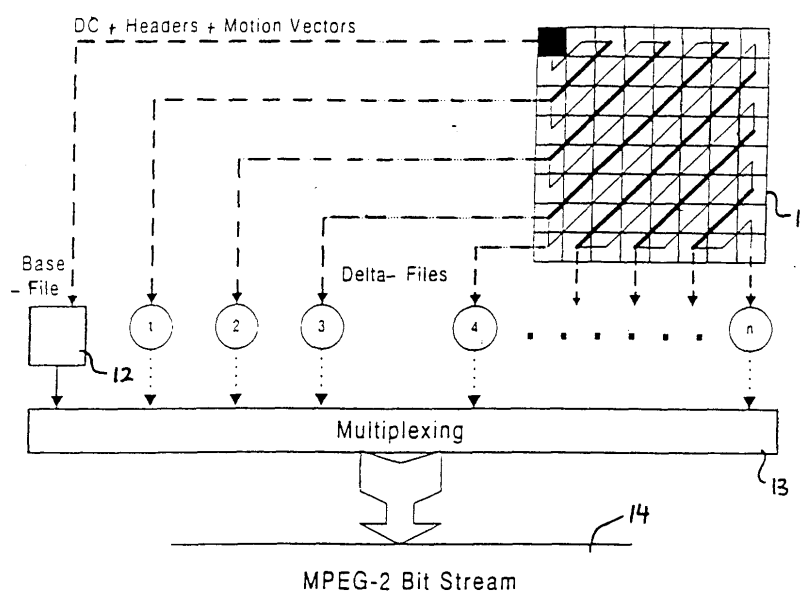 DC + Headers + Motion Vectors
1
Base
- File
Delta- Files
1
2
3
4
n
12
Multiplexing
13
14
MPEG-2 Bit Stream